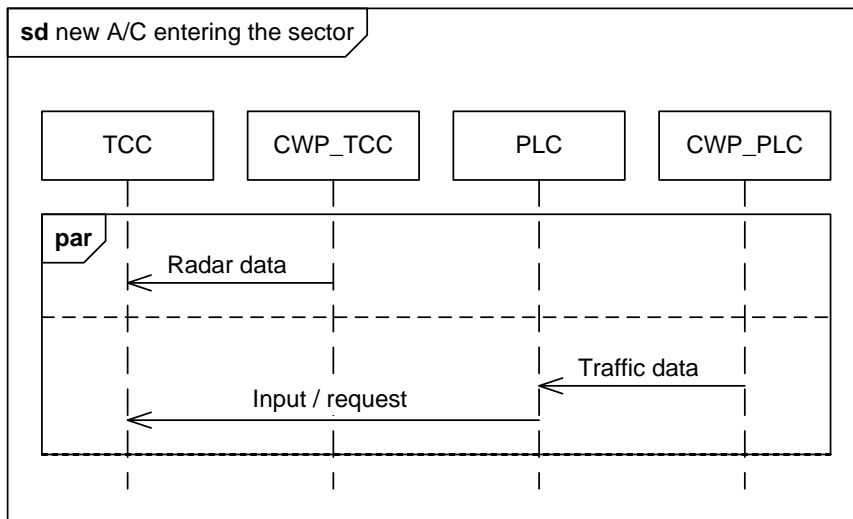 sd new A/C entering the sector
TCC
CWP_TCC
PLC
CWP_PLC
par
Radar data
Traffic data
Input / request